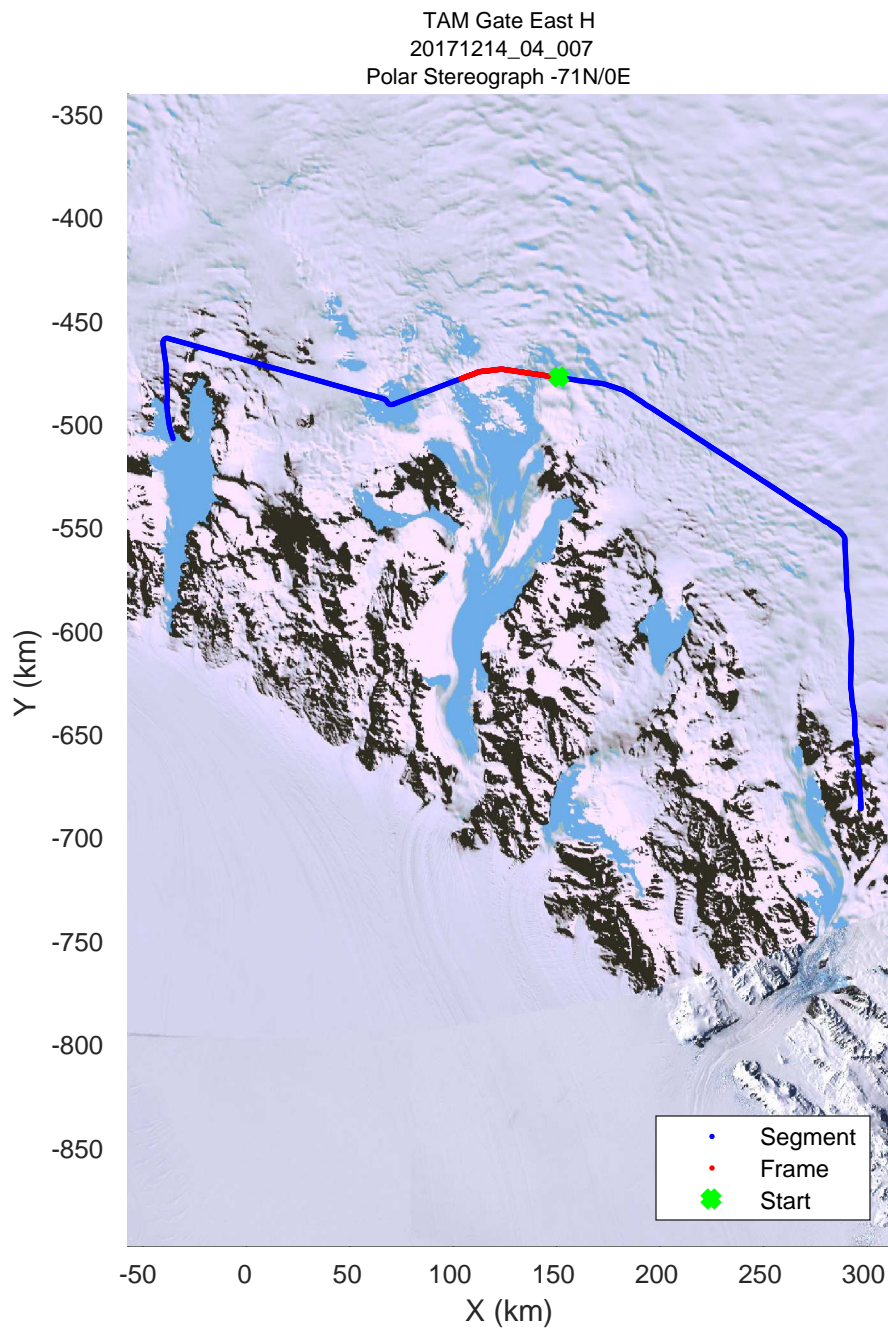 TAM Gate East H
20171214_04_007
Polar Stereograph -71N/0E
-350
-400
-450
-500
-550
-600
-650
-700
-750
-800
-850
Y (km)
-50 0 50 100 150 200 250 300
X (km)
Segment
Frame
Start